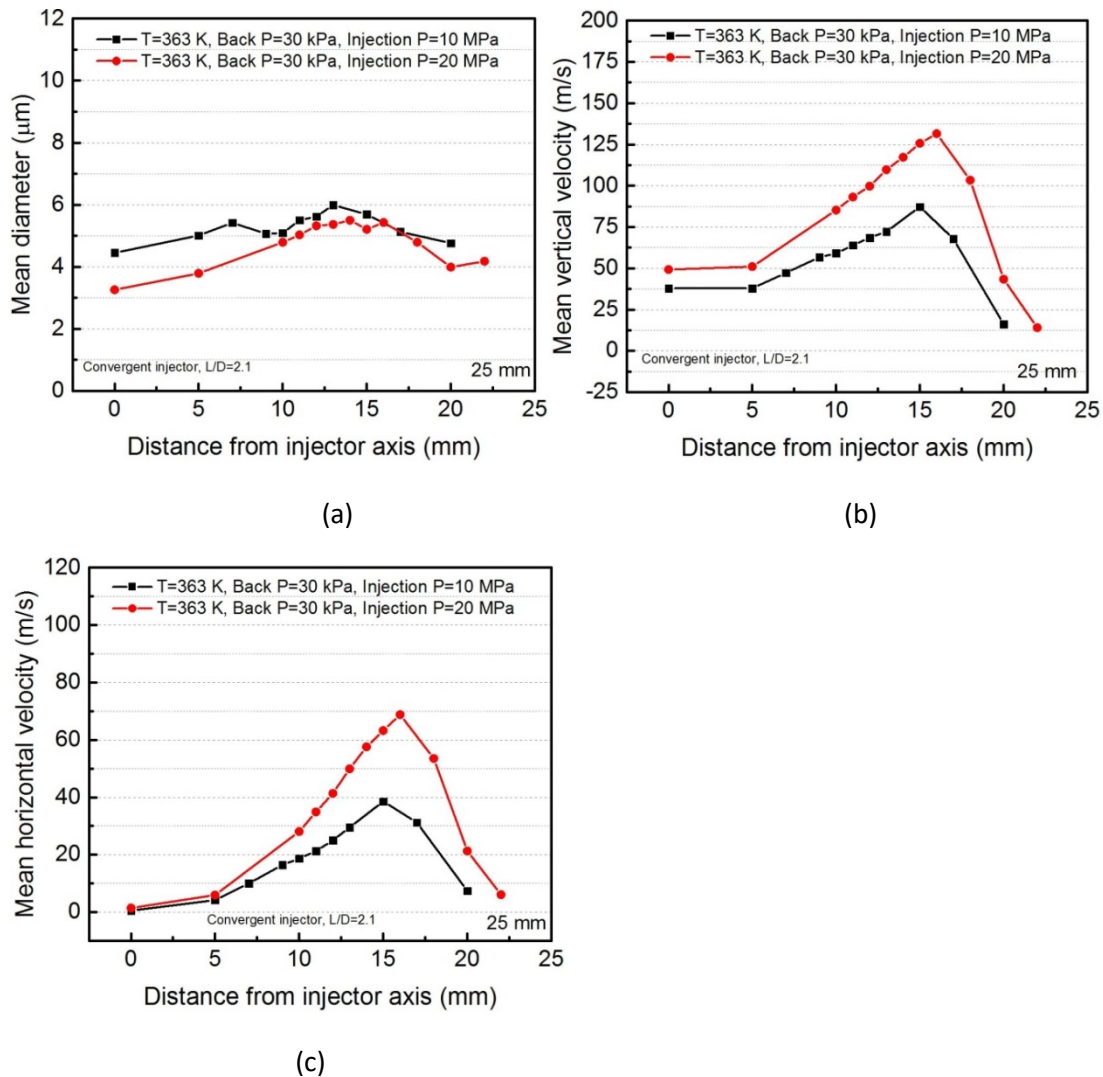 12
10
8
6
4
2
0
Mean diameter (μm)
T=363 K, Back P=30 kPa, Injection P=10 MPa
T=363 K, Back P=30 kPa, Injection P=20 MPa
Convergent injector, L/D=2.1
25 mm
0 5 10 15 20 25
Distance from injector axis (mm)
(a)
200
175
150
125
100
75
50
25
0
-25
Mean vertical velocity (m/s)
T=363 K, Back P=30 kPa, Injection P=10 MPa
T=363 K, Back P=30 kPa, Injection P=20 MPa
Convergent injector, L/D=2.1
25 mm
0 5 10 15 20 25
Distance from injector axis (mm)
(b)
120
100
80
60
40
20
0
Mean horizontal velocity (m/s)
T=363 K, Back P=30 kPa, Injection P=10 MPa
T=363 K, Back P=30 kPa, Injection P=20 MPa
Convergent injector, L/D=2.1
25 mm
0 5 10 15 20 25
Distance from injector axis (mm)
(c)